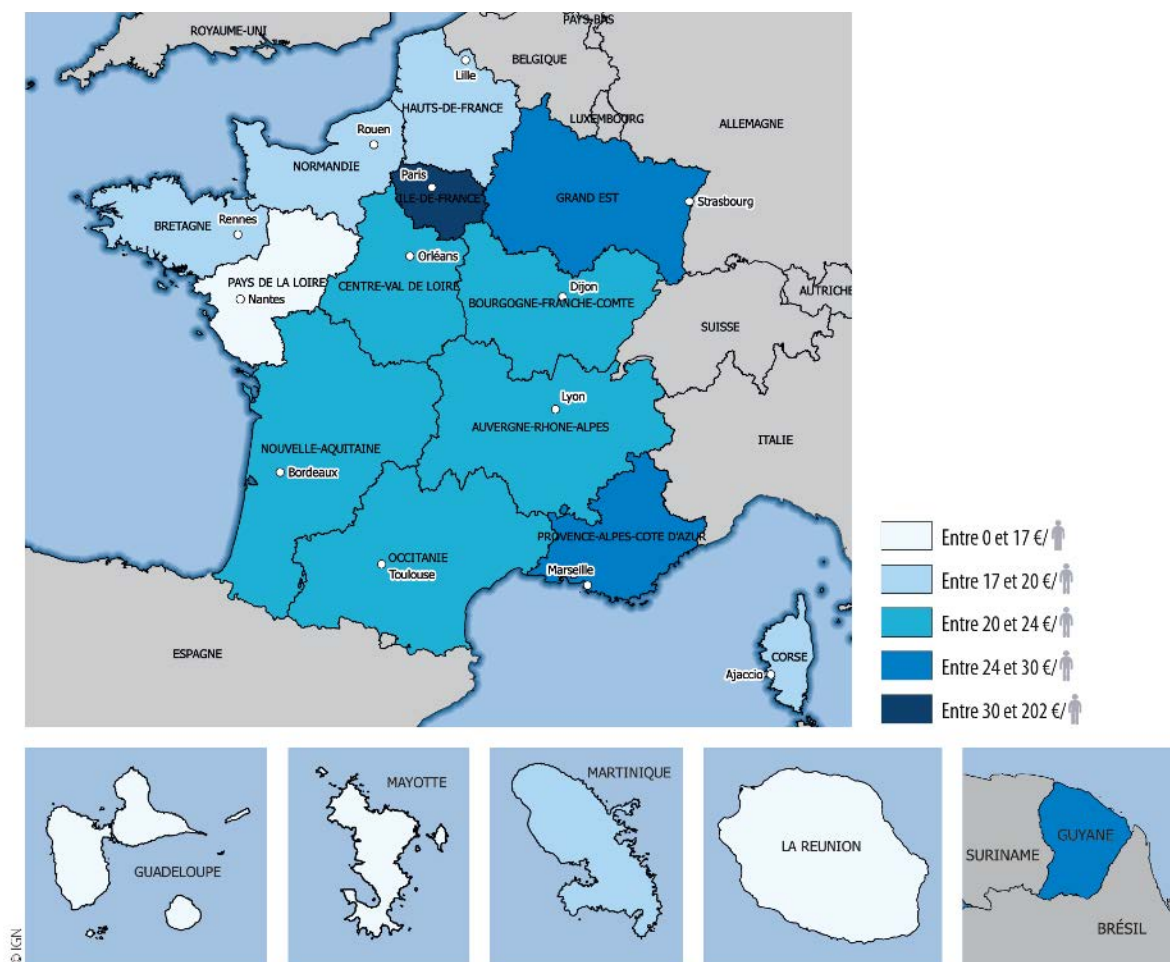 ROYAUME-UNI
PAYS-BAS
BELGIQUE
Lille
HAUTS-DE-FRANCE
LUXEMBOURG
ALLEMAGNE
Rouen
NORMANDIE
Paris
ILE-DE-FRANCE
GRAND EST
Strasbourg
BRETAGNE
Rennes
Orléans
PAYS DE LA LOIRE
Nantes
CENTRE-VAL DE LOIRE
Dijon
BOURGOGNE-FRANCHE-COMTE
AUTRICHE
SUISSE
Lyon
AUVERGNE-RHONE-ALPES
ITALIE
NOUVELLE-AQUITAINE
Bordeaux
PROVENCE-ALPES-COTE D'AZUR
OCCITANIE
Toulouse
Marseille
ESPAGNE
CORSE
Ajaccio
Entre 0 et 17 €/
Entre 17 et 20 €/
Entre 20 et 24 €/
Entre 24 et 30 €/
Entre 30 et 202 €/
GUADELOUPE
MAYOTTE
MARTINIQUE
LA REUNION
SURINAME
GUYANE
BRÉSIL
© IGN